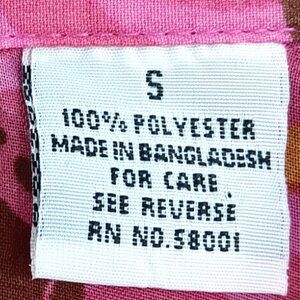 S
100% POLYESTER
MADE IN BANGLADESH
FOR CARE
SEE REVERSE
RN NO.58001